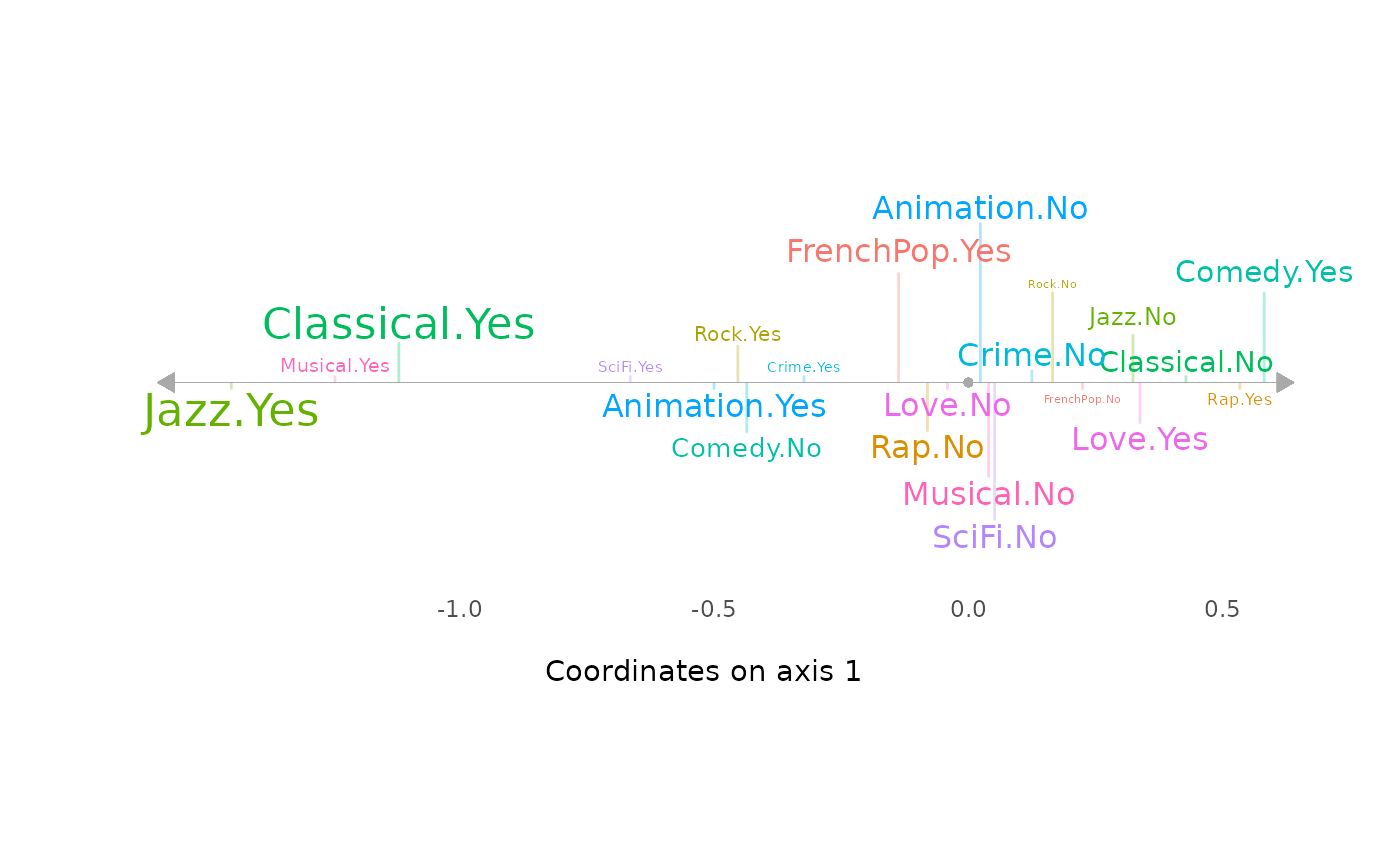 Animation.No
FrenchPop.Yes
Comedy.Yes
Rock.No
Jazz.No
Classical.Yes
Rock.Yes
Crime.No
Classical.No
Musical.Yes
SciFi.Yes
Crime.Yes
Jazz.Yes
Animation.Yes
Love.No
FrenchPop.No
Rap.Yes
Comedy.No
Rap.No
Love.Yes
Musical.No
SciFi.No
-1.0 -0.5 0.0 0.5
Coordinates on axis 1